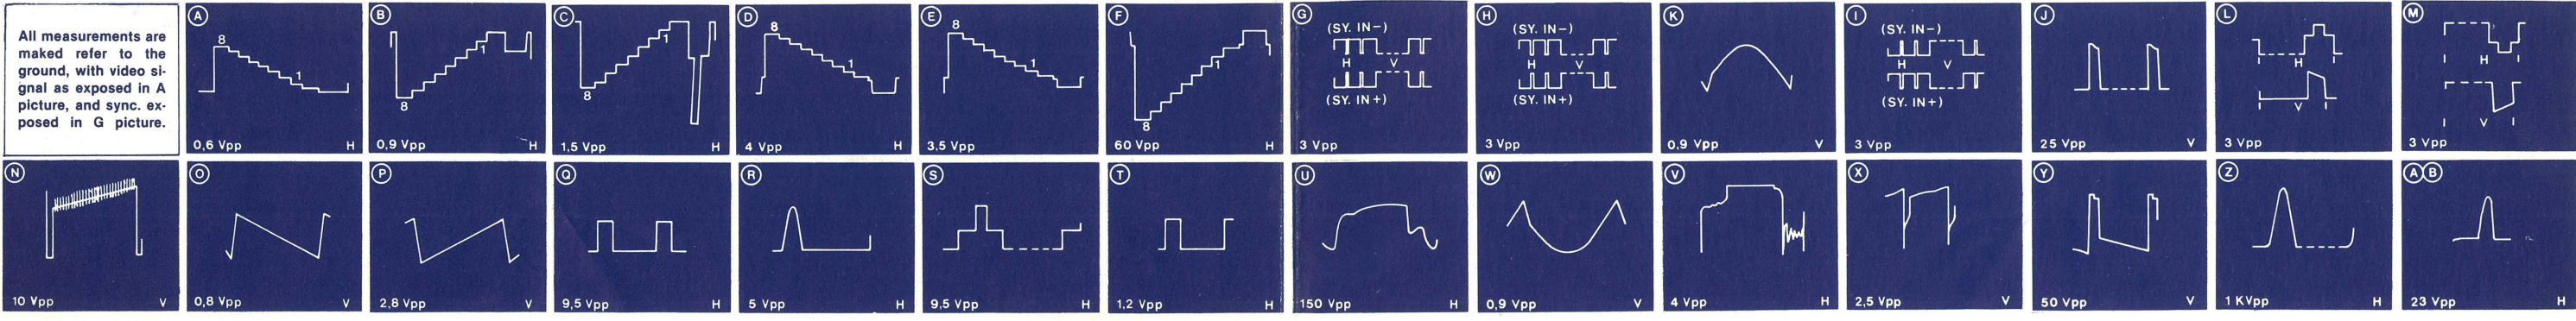 All measurements are
maked refer to the
ground, with video si-
gnal as exposed in A
picture, and sync. ex-
posed in G picture.
A
8
1
0,6 Vpp H
B
1
8
0,9 Vpp H
C
1
8
1,5 Vpp H
D
8
1
4 Vpp H
E
8
1
3,5 Vpp H
F
1
8
60 Vpp H
G
(SY. IN-)
H V
(SY. IN+)
3 Vpp
H
(SY. IN-)
H V
(SY. IN+)
3 Vpp
K
0,9 Vpp V
I
(SY. IN-)
H V
(SY. IN+)
3 Vpp
J
25 Vpp V
L
H
V
3 Vpp
M
H
V
3 Vpp
N
10 Vpp V
O
0,8 Vpp V
P
2,8 Vpp V
Q
9,5 Vpp H
R
5 Vpp H
S
9,5 Vpp H
T
1,2 Vpp H
U
150 Vpp H
W
0,9 Vpp V
V
4 Vpp H
X
2,5 Vpp V
Y
50 Vpp V
Z
1 KVpp H
A B
23 Vpp H